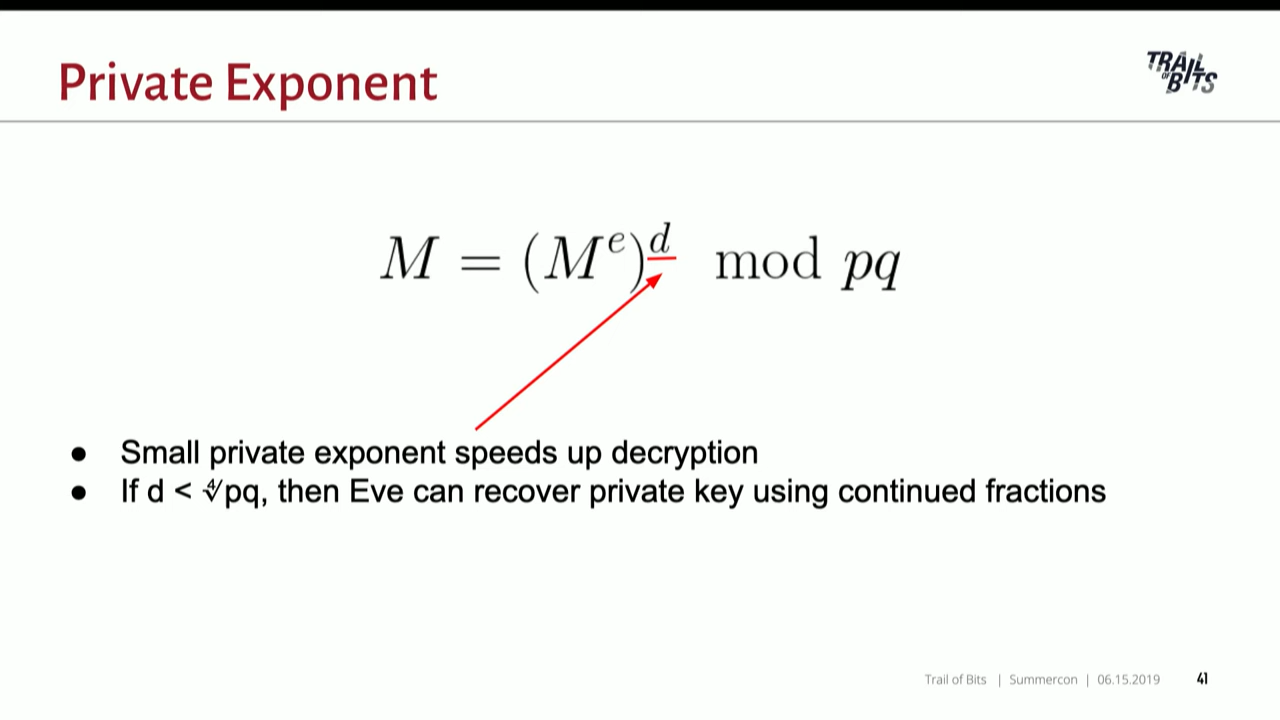 Private Exponent
TRAIL
OF
BITS
M = (Mᵉ)ᵈ mod pq
● Small private exponent speeds up decryption
● If d < ∜pq, then Eve can recover private key using continued fractions
Trail of Bits | Summercon | 06.15.2019 41